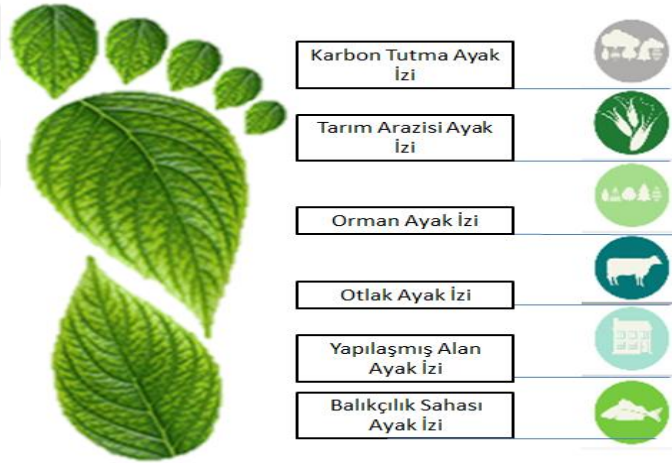 Karbon Tutma Ayak
İzi
Tarım Arazisi Ayak
İzi
Orman Ayak İzi
Otlak Ayak İzi
Yapılaşmış Alan
Ayak İzi
Balıkçılık Sahası
Ayak İzi